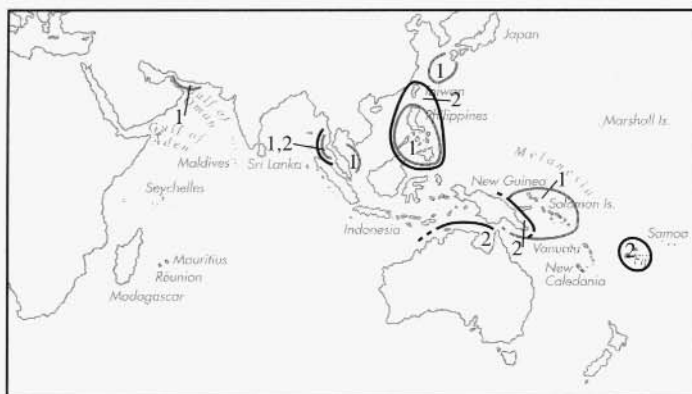 Japan
1
Taiwan
2
Philippines
1
Gulf of Oman
1
Gulf of Aden
Maldives
Sri Lanka
1,2
1
Marshall Is.
Melanesia
1
New Guinea
Solomon Is.
Seychelles
Indonesia
2
2
Vanuatu
Samoa
2
Fiji
New Caledonia
Mauritius
Réunion
Madagascar